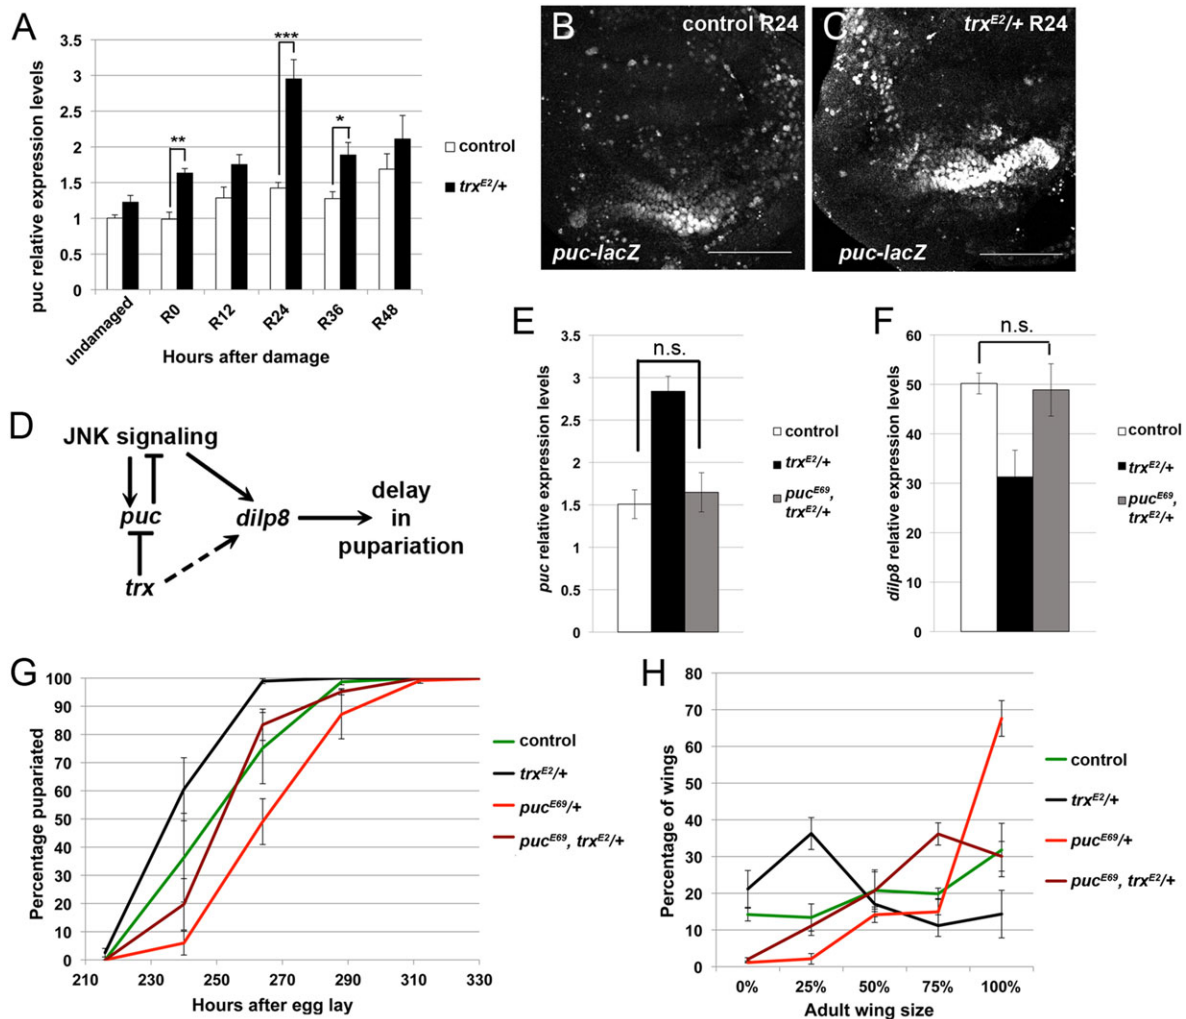 A
3.5
3
2.5
2
1.5
1
0.5
0
puc relative expression levels
**
***
*
control
trxE2/+
undamaged
R0
R12
R24
R36
R48
Hours after damage
B
control R24
puc-lacZ
C
trxE2/+ R24
puc-lacZ
D
JNK signaling
puc
dilp8
trx
delay
in
pupariation
E
3.5
3
2.5
2
1.5
1
0.5
0
puc relative expression levels
n.s.
control
trxE2/+
pucE69,
trxE2/+
F
60
50
40
30
20
10
0
dilp8 relative expression levels
n.s.
control
trxE2/+
pucE69,
trxE2/+
G
100
90
80
70
60
50
40
30
20
10
0
Percentage pupariated
210
230
250
270
290
310
330
Hours after egg lay
control
trxE2/+
pucE69/+
pucE69, trxE2/+
H
80
70
60
50
40
30
20
10
0
Percentage of wings
0%
25%
50%
75%
100%
Adult wing size
control
trxE2/+
pucE69/+
pucE69, trxE2/+